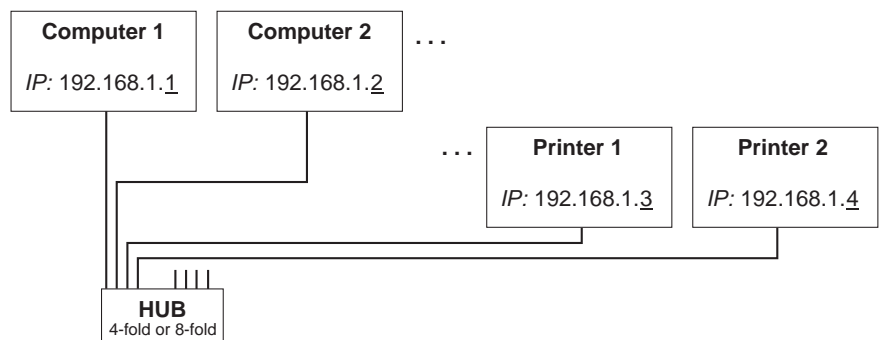 Computer 1
IP: 192.168.1.1
Computer 2
IP: 192.168.1.2
. . .
. . .
Printer 1
IP: 192.168.1.3
Printer 2
IP: 192.168.1.4
HUB
4-fold or 8-fold